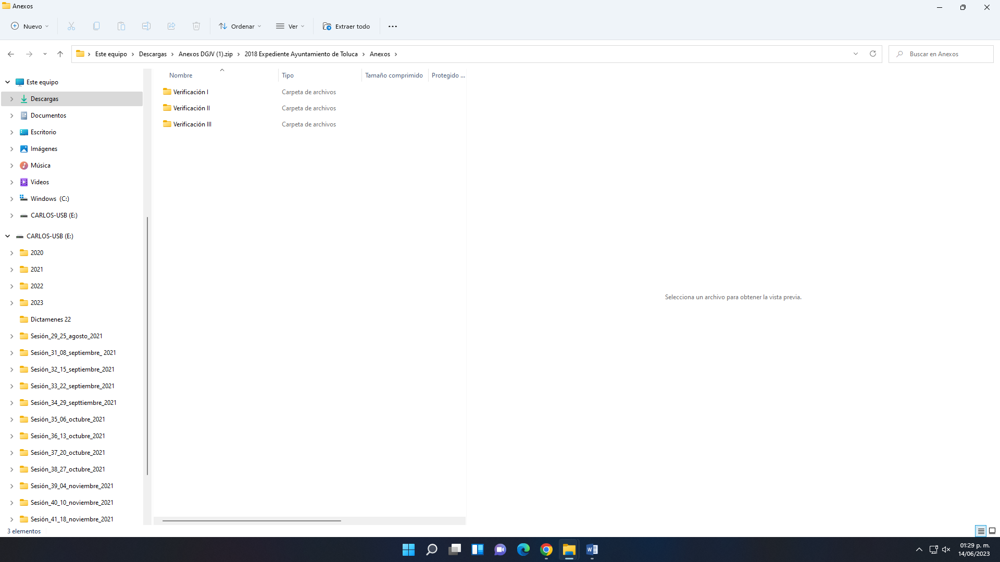 Anexos
Nuevo
Ordenar
Ver
Extraer todo
Este equipo > Descargas > Anexos DGJV (1).zip > 2018 Expediente Ayuntamiento de Toluca > Anexos >
Buscar en Anexos
Nombre Tipo Tamaño comprimido Protegido ...
Verificación I Carpeta de archivos
Verificación II Carpeta de archivos
Verificación III Carpeta de archivos
Este equipo
Descargas
Documentos
Escritorio
Imágenes
Música
Videos
Windows (C:)
CARLOS-USB (E:)
CARLOS-USB (E:)
2020
2021
2022
2023
Dictamenes 22
Sesión_29_25_agosto_2021
Sesión_31_08_septiembre_ 2021
Sesión_32_15_septiembre_2021
Sesión_33_22_septiembre_2021
Sesión_34_29_septtiembre_2021
Sesión_35_06_octubre_2021
Sesión_36_13_octubre_2021
Sesión_37_20_octubre_2021
Sesión_38_27_octubre_2021
Sesión_39_04_noviembre_2021
Sesión_40_10_noviembre_2021
Sesión_41_18_noviembre_2021
Selecciona un archivo para obtener la vista previa.
3 elementos
01:29 p. m.
14/06/2023